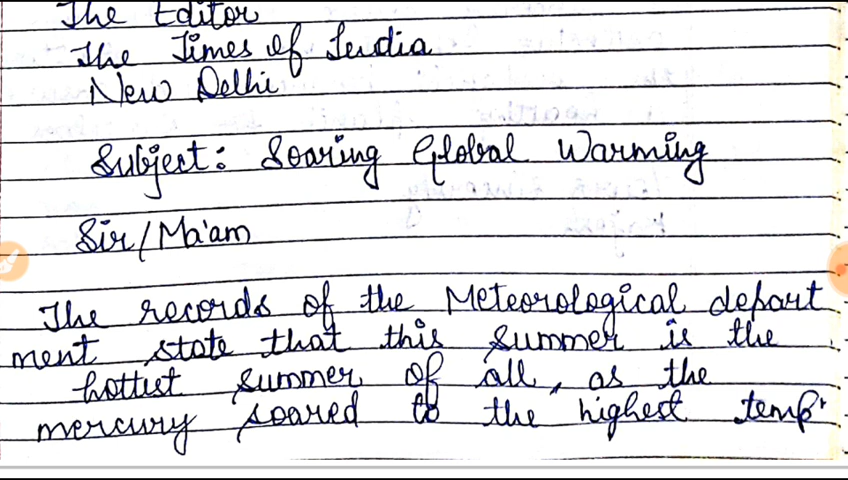 The Editor
The Times of India
New Delhi
Subject: Soaring Global Warming
Sir/Ma'am
The records of the Meteorological depart
ment state that this summer is the
hottest summer of all, as the
mercury soared to the highest temp'